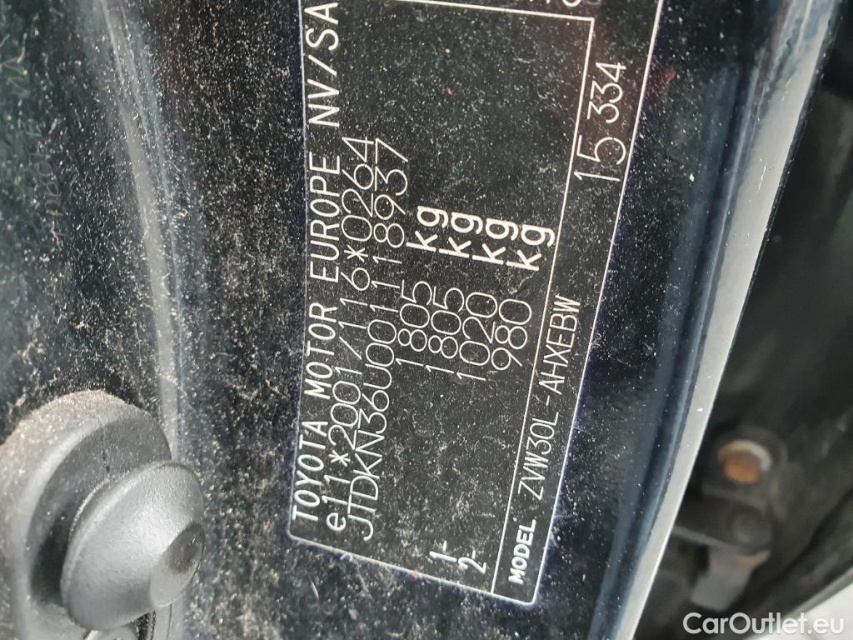 TOYOTA MOTOR EUROPE NV/SA
e11*2001/116*0264
JTDKN36U001118937
1805 kg
1805 kg
1- 1020 kg
2- 980 kg
MODEL ZVW30L-AHXEBW
15 334
CarOutlet.eu